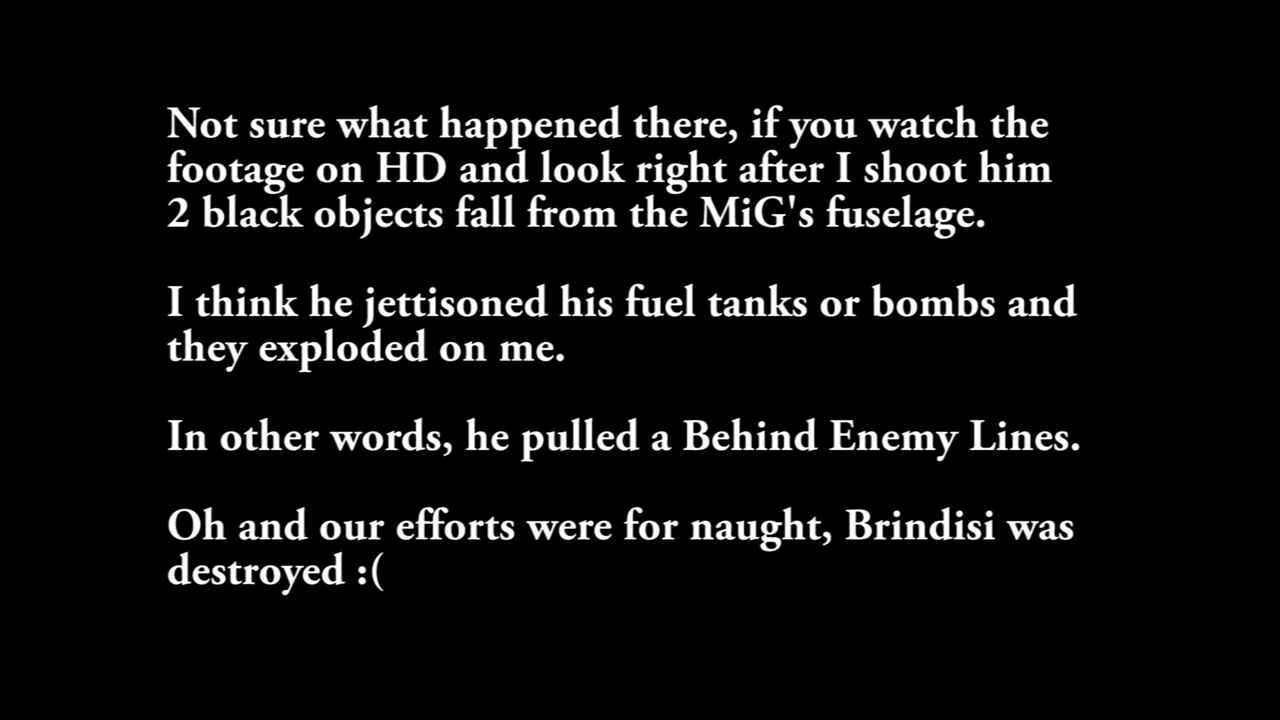 Not sure what happened there, if you watch the
footage on HD and look right after I shoot him
2 black objects fall from the MiG's fuselage.
I think he jettisoned his fuel tanks or bombs and
they exploded on me.
In other words, he pulled a Behind Enemy Lines.
Oh and our efforts were for naught, Brindisi was
destroyed :(